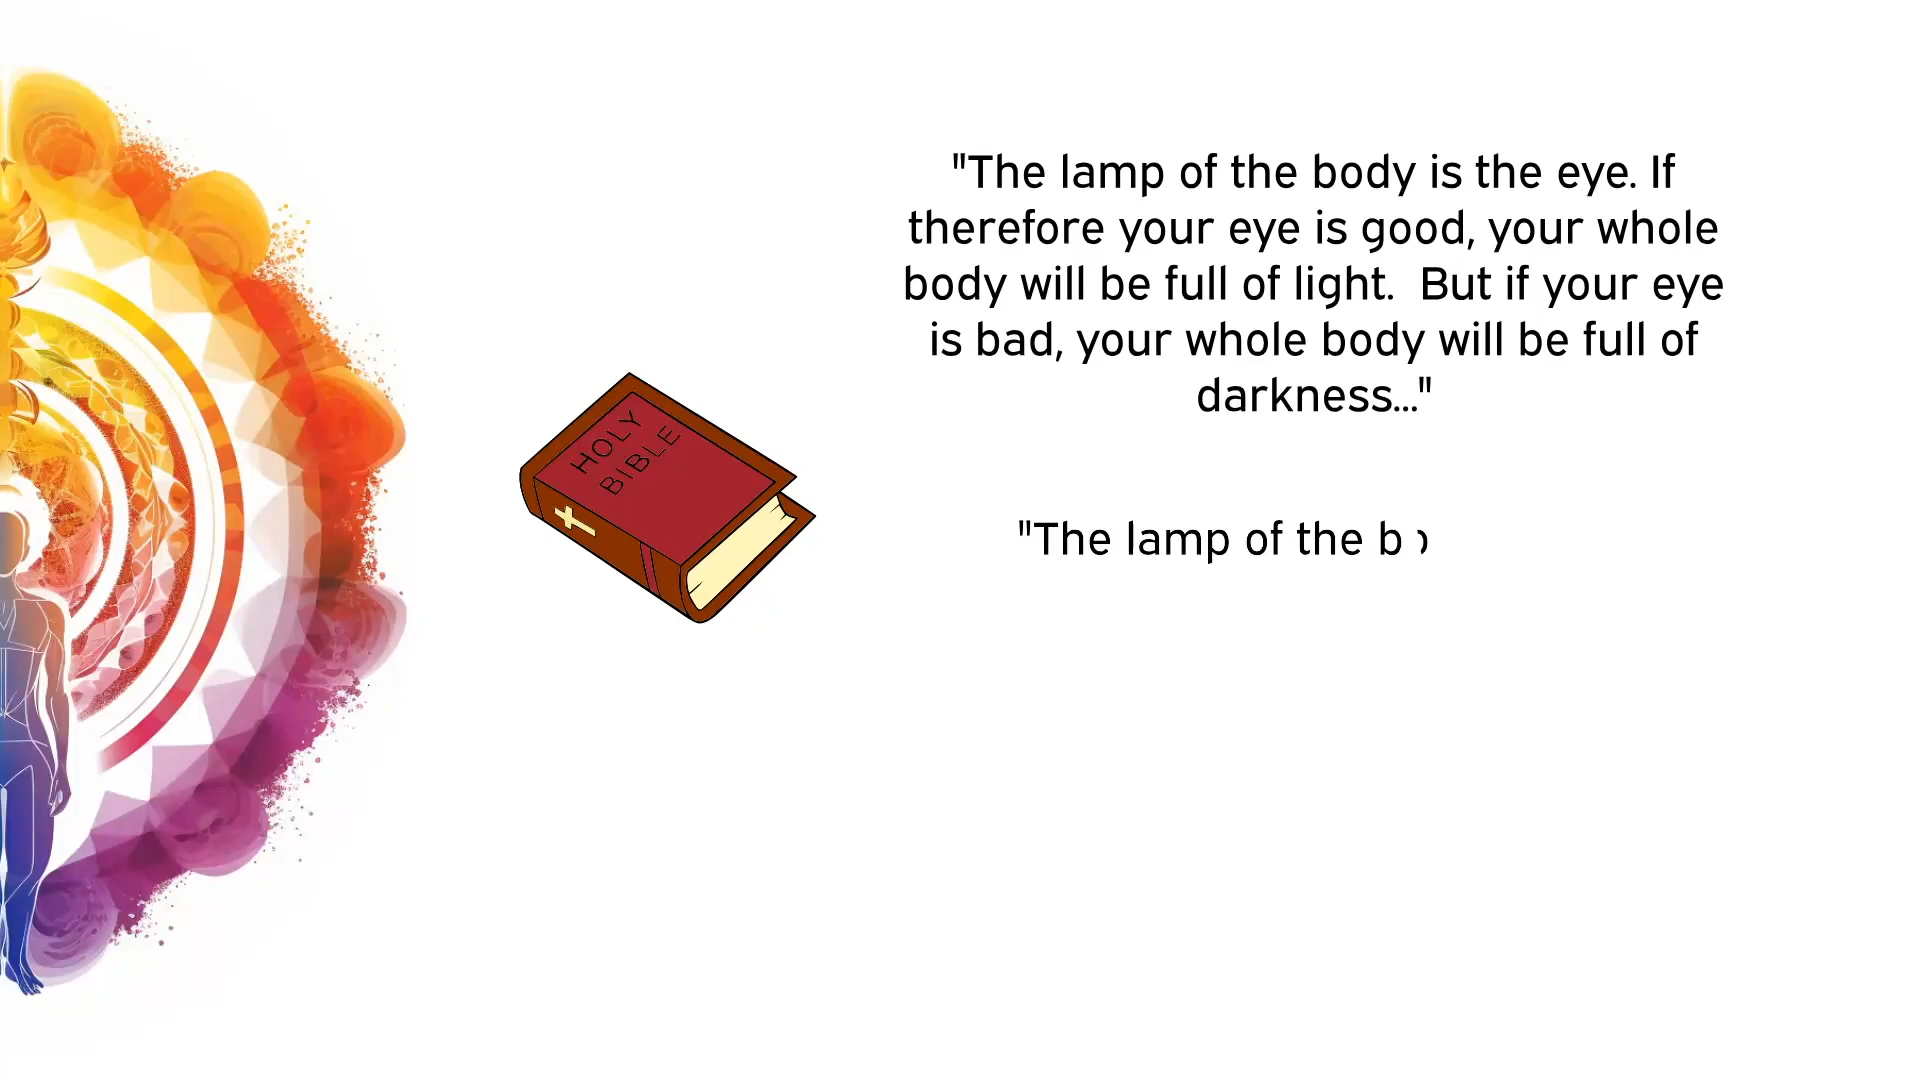 "The lamp of the body is the eye. If
therefore your eye is good, your whole
body will be full of light.  But if your eye
is bad, your whole body will be full of
darkness..."
HOLY
BIBLE
"The lamp of the b